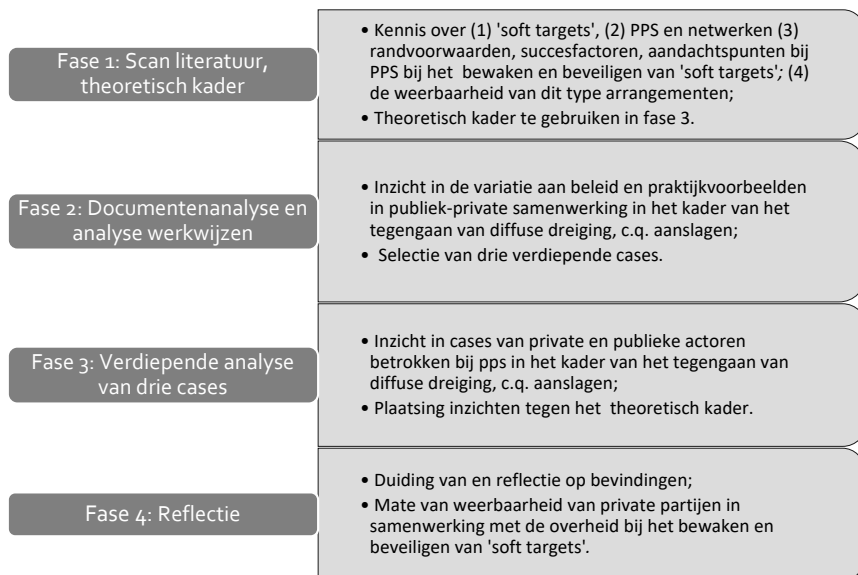 Fase 1: Scan literatuur,
theoretisch kader
• Kennis over (1) 'soft targets', (2) PPS en netwerken (3)
randvoorwaarden, succesfactoren, aandachtspunten bij
PPS bij het bewaken en beveiligen van 'soft targets'; (4)
de weerbaarheid van dit type arrangementen;
• Theoretisch kader te gebruiken in fase 3.
Fase 2: Documentenanalyse en
analyse werkwijzen
• Inzicht in de variatie aan beleid en praktijkvoorbeelden
in publiek-private samenwerking in het kader van het
tegengaan van diffuse dreiging, c.q. aanslagen;
• Selectie van drie verdiepende cases.
Fase 3: Verdiepende analyse
van drie cases
• Inzicht in cases van private en publieke actoren
betrokken bij pps in het kader van het tegengaan van
diffuse dreiging, c.q. aanslagen;
• Plaatsing inzichten tegen het theoretisch kader.
Fase 4: Reflectie
• Duiding van en reflectie op bevindingen;
• Mate van weerbaarheid van private partijen in
samenwerking met de overheid bij het bewaken en
beveiligen van 'soft targets'.